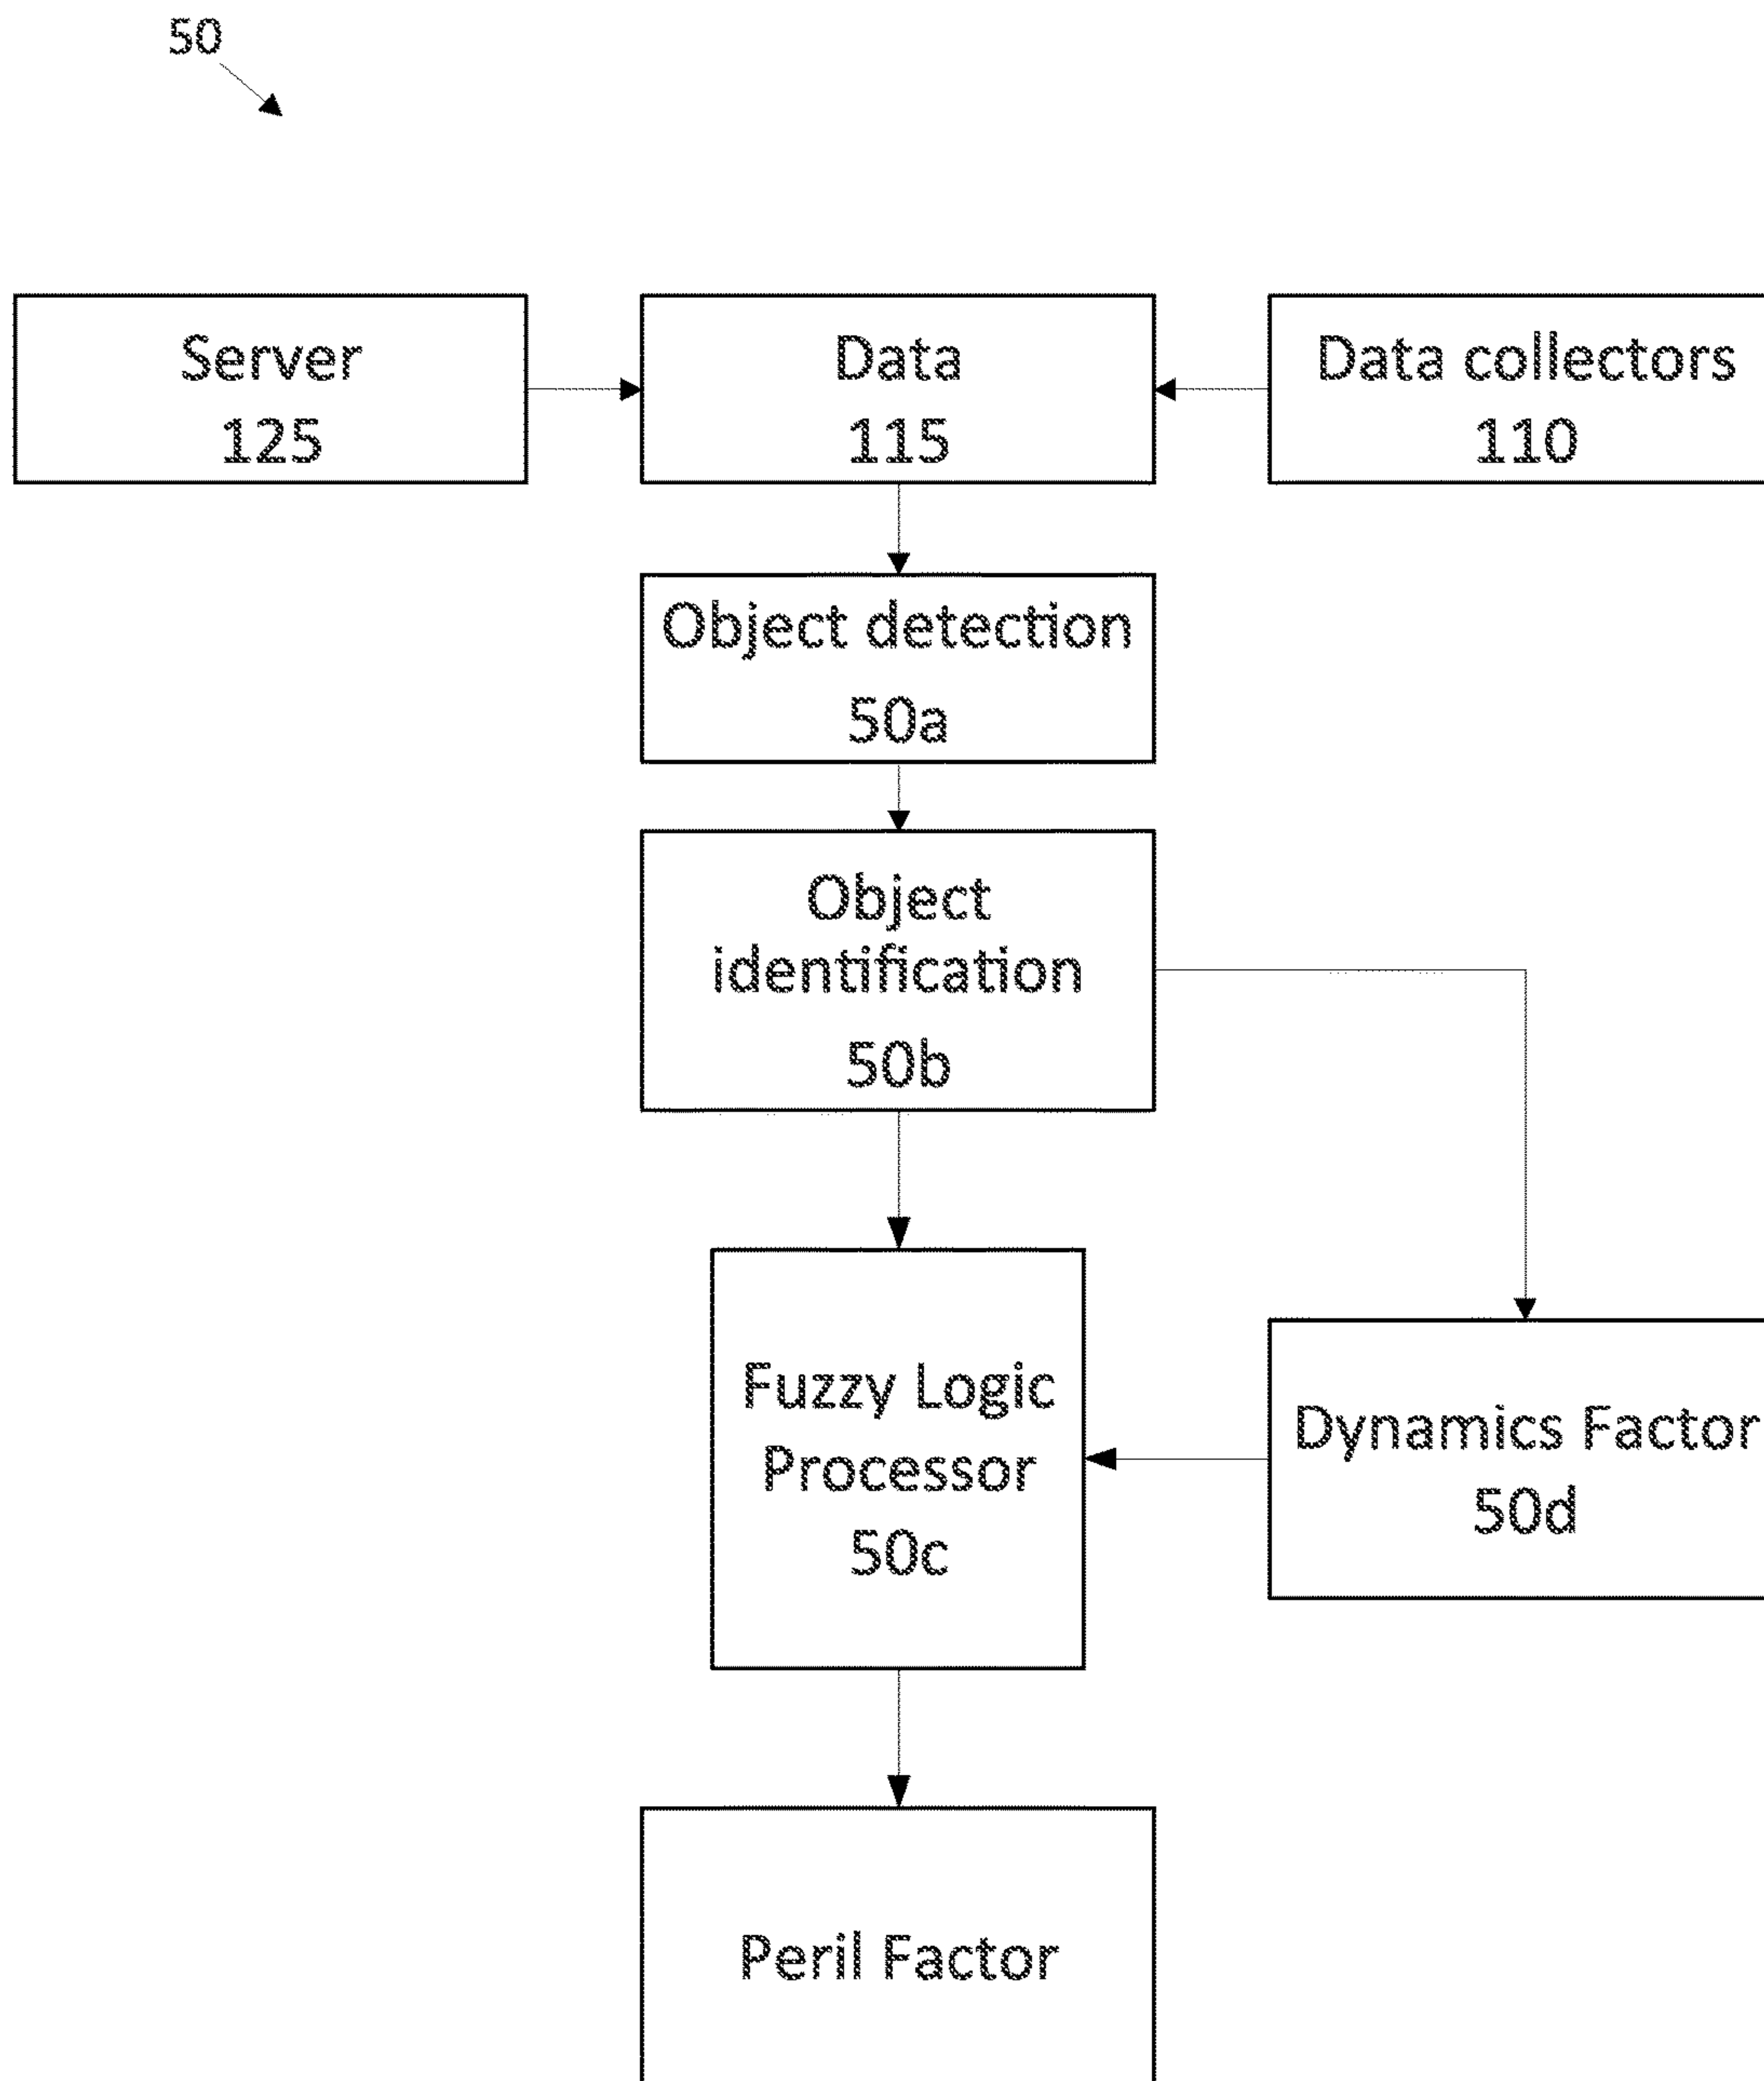 50
Server
125
Data
115
Data collectors
110
Object detection
50a
Object
identification
50b
Fuzzy Logic
Processor
50c
Dynamics Factor
50d
Peril Factor